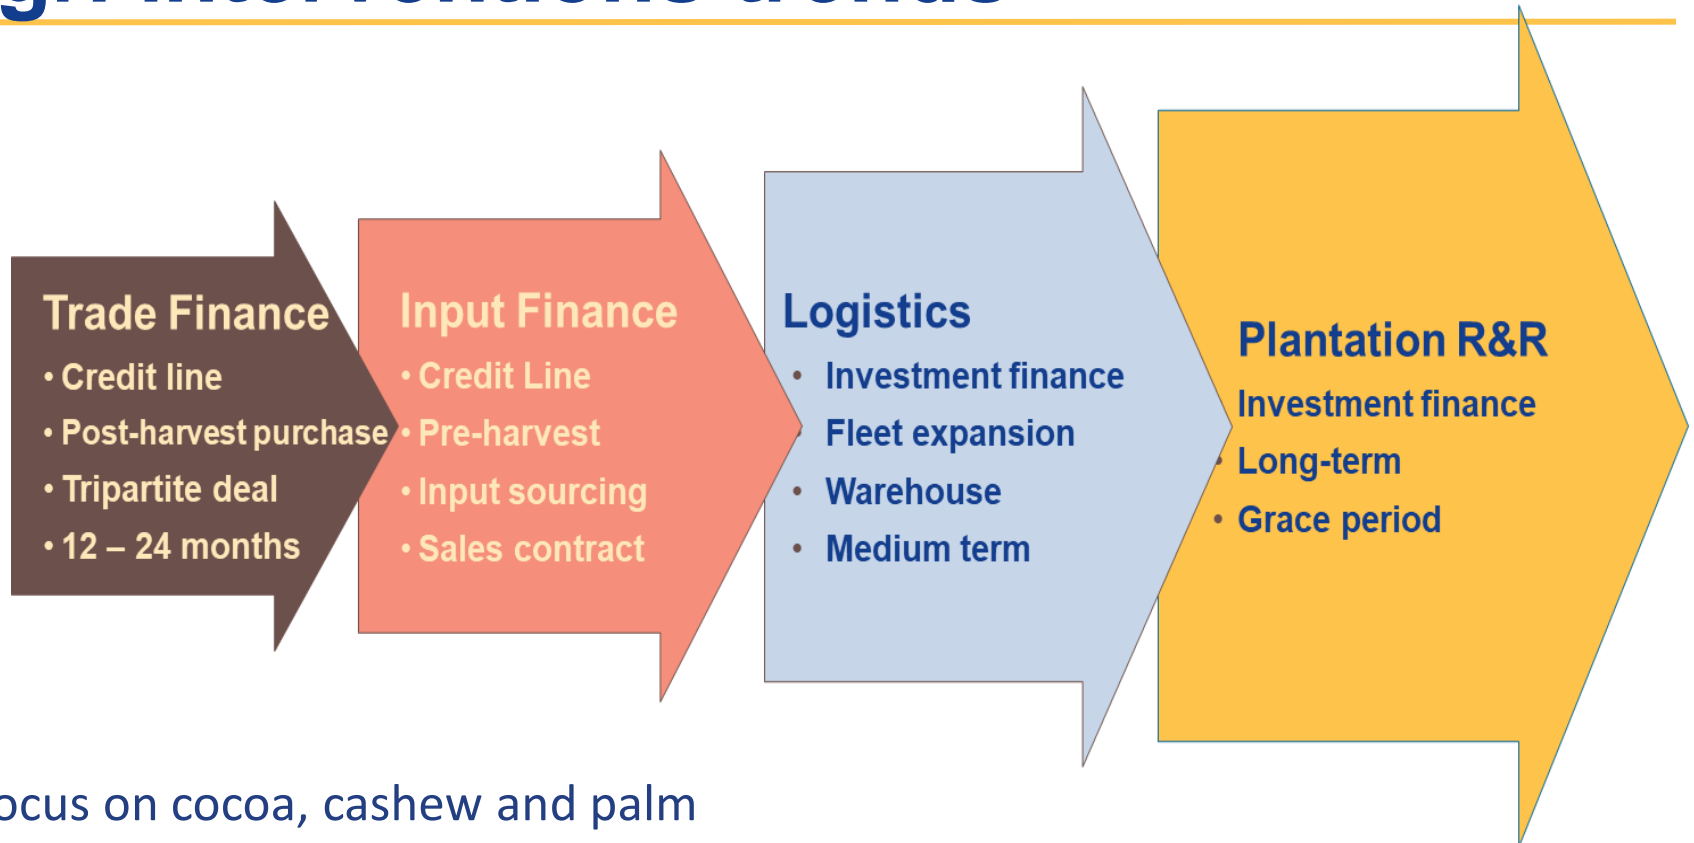 interventions trends
Trade Finance
• Credit line
• Post-harvest purchase
• Tripartite deal
• 12 – 24 months
Input Finance
• Credit Line
• Pre-harvest
• Input sourcing
• Sales contract
Logistics
• Investment finance
Fleet expansion
• Warehouse
• Medium term
Plantation R&R
Investment finance
• Long-term
• Grace period
ocus on cocoa, cashew and palm